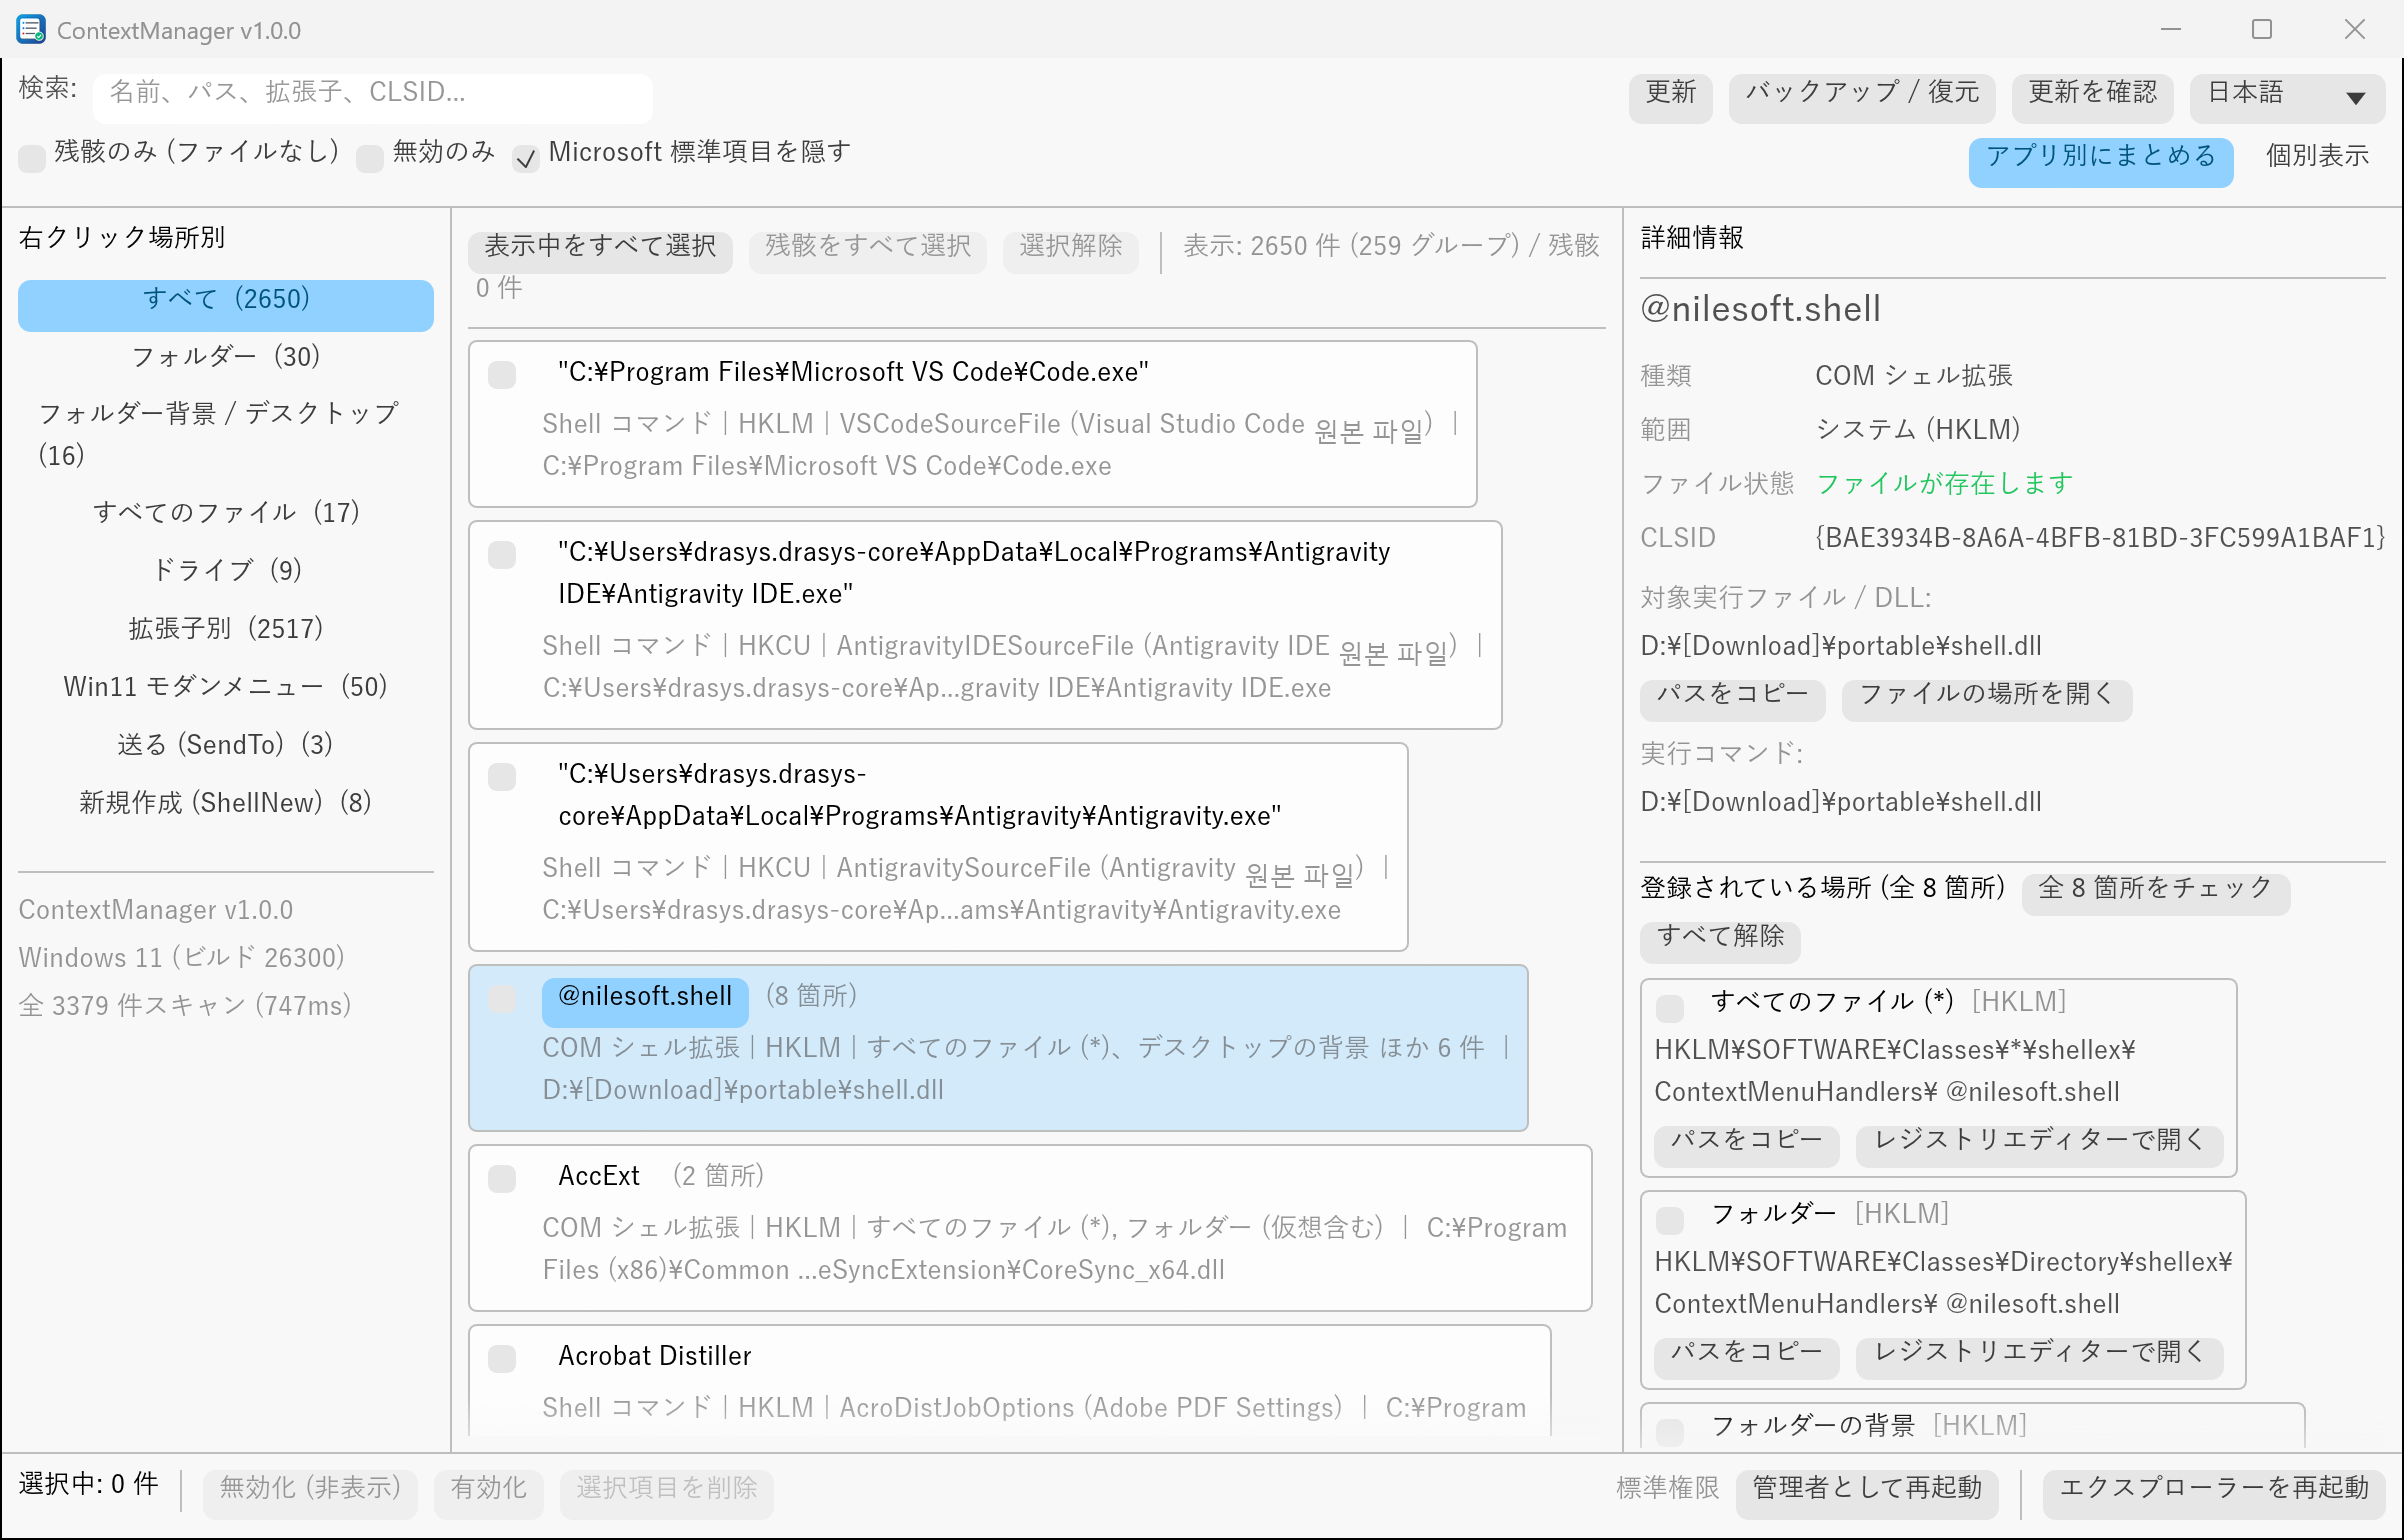 ContextManager v1.0.0
検索: 名前、パス、拡張子、CLSID... 更新 バックアップ / 復元 更新を確認 日本語
残骸のみ (ファイルなし) 無効のみ Microsoft 標準項目を隠す アプリ別にまとめる 個別表示
右クリック場所別
すべて (2650)
フォルダー (30)
フォルダー背景 / デスクトップ
(16)
すべてのファイル (17)
ドライブ (9)
拡張子別 (2517)
Win11 モダンメニュー (50)
送る (SendTo) (3)
新規作成 (ShellNew) (8)
ContextManager v1.0.0
Windows 11 (ビルド 26300)
全 3379 件スキャン (747ms)
表示中をすべて選択 残骸をすべて選択 選択解除 表示: 2650 件 (259 グループ) / 残骸
0 件
"C:¥Program Files¥Microsoft VS Code¥Code.exe"
Shell コマンド | HKLM | VSCodeSourceFile (Visual Studio Code 원본 파일) |
C:¥Program Files¥Microsoft VS Code¥Code.exe
"C:¥Users¥drasys.drasys-core¥AppData¥Local¥Programs¥Antigravity
IDE¥Antigravity IDE.exe"
Shell コマンド | HKCU | AntigravityIDESourceFile (Antigravity IDE 원본 파일) |
C:¥Users¥drasys.drasys-core¥Ap...gravity IDE¥Antigravity IDE.exe
"C:¥Users¥drasys.drasys-
core¥AppData¥Local¥Programs¥Antigravity¥Antigravity.exe"
Shell コマンド | HKCU | AntigravitySourceFile (Antigravity 원본 파일) |
C:¥Users¥drasys.drasys-core¥Ap...ams¥Antigravity¥Antigravity.exe
@nilesoft.shell (8 箇所)
COM シェル拡張 | HKLM | すべてのファイル (*)、デスクトップの背景 ほか 6 件 |
D:¥[Download]¥portable¥shell.dll
AccExt (2 箇所)
COM シェル拡張 | HKLM | すべてのファイル (*), フォルダー (仮想含む) | C:¥Program
Files (x86)¥Common ...eSyncExtension¥CoreSync_x64.dll
Acrobat Distiller
Shell コマンド | HKLM | AcroDistJobOptions (Adobe PDF Settings) | C:¥Program
詳細情報
@nilesoft.shell
種類 COM シェル拡張
範囲 システム (HKLM)
ファイル状態 ファイルが存在します
CLSID {BAE3934B-8A6A-4BFB-81BD-3FC599A1BAF1}
対象実行ファイル / DLL:
D:¥[Download]¥portable¥shell.dll
パスをコピー ファイルの場所を開く
実行コマンド:
D:¥[Download]¥portable¥shell.dll
登録されている場所 (全 8 箇所) 全 8 箇所をチェック
すべて解除
すべてのファイル (*) [HKLM]
HKLM¥SOFTWARE¥Classes¥*¥shellex¥
ContextMenuHandlers¥ @nilesoft.shell
パスをコピー レジストリエディターで開く
フォルダー [HKLM]
HKLM¥SOFTWARE¥Classes¥Directory¥shellex¥
ContextMenuHandlers¥ @nilesoft.shell
パスをコピー レジストリエディターで開く
フォルダーの背景 [HKLM]
選択中: 0 件 無効化 (非表示) 有効化 選択項目を削除 標準権限 管理者として再起動 エクスプローラーを再起動